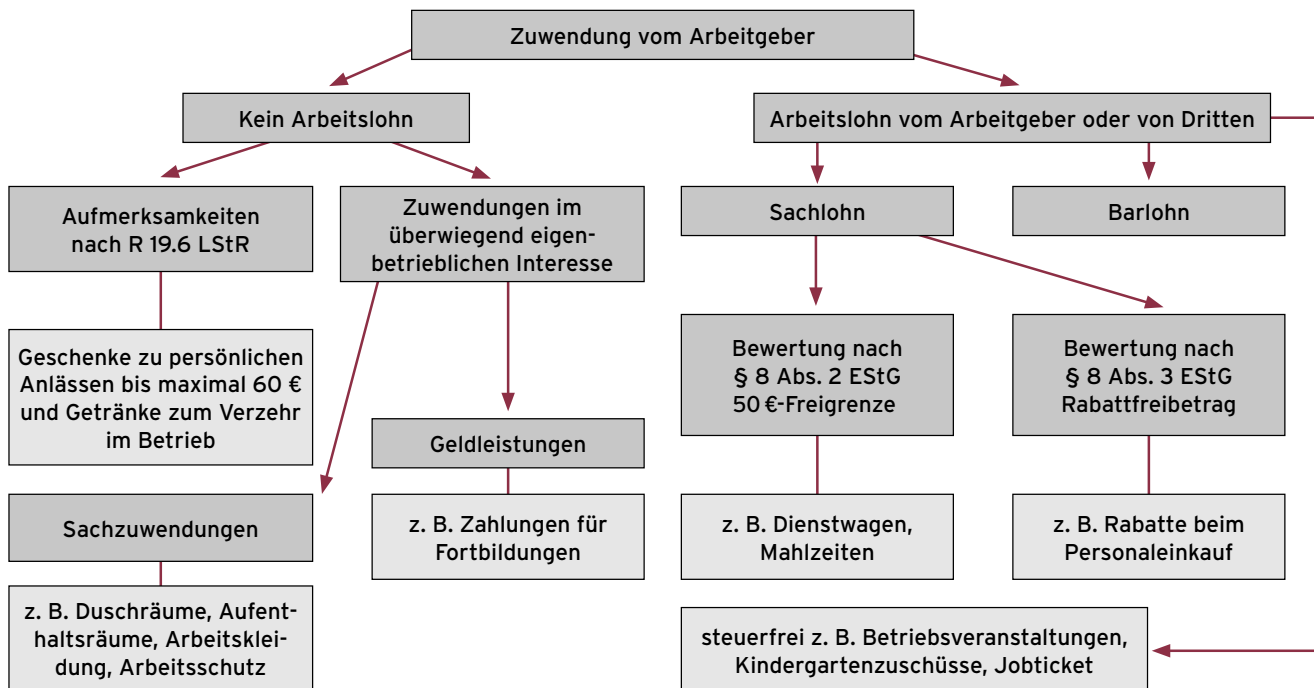 Zuwendung vom Arbeitgeber
Kein Arbeitslohn
Arbeitslohn vom Arbeitgeber oder von Dritten
Aufmerksamkeiten
nach R 19.6 LStR
Zuwendungen im
überwiegend eigen-
betrieblichen Interesse
Sachlohn
Barlohn
Geschenke zu persönlichen
Anlässen bis maximal 60 €
und Getränke zum Verzehr
im Betrieb
Bewertung nach
§ 8 Abs. 2 EStG
50 €-Freigrenze
Bewertung nach
§ 8 Abs. 3 EStG
Rabattfreibetrag
Geldleistungen
Sachzuwendungen
z. B. Zahlungen für
Fortbildungen
z. B. Dienstwagen,
Mahlzeiten
z. B. Rabatte beim
Personaleinkauf
z. B. Duschräume, Aufent-
haltsräume, Arbeitsklei-
dung, Arbeitsschutz
steuerfrei z. B. Betriebsveranstaltungen,
Kindergartenzuschüsse, Jobticket